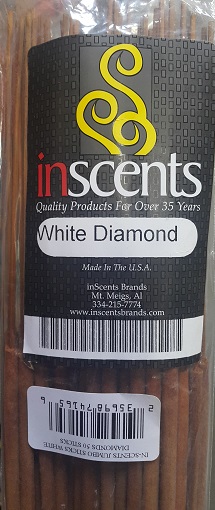 inscents
Quality Products For Over 35 Years
White Diamond
Made In The U.S.A.
inScents Brands
Mt. Meigs, Al
334-215-7774
www.inscentsbrands.com
IN-SCENTS JUMBO STICKS WHITE
DIAMONDS 50 STICKS